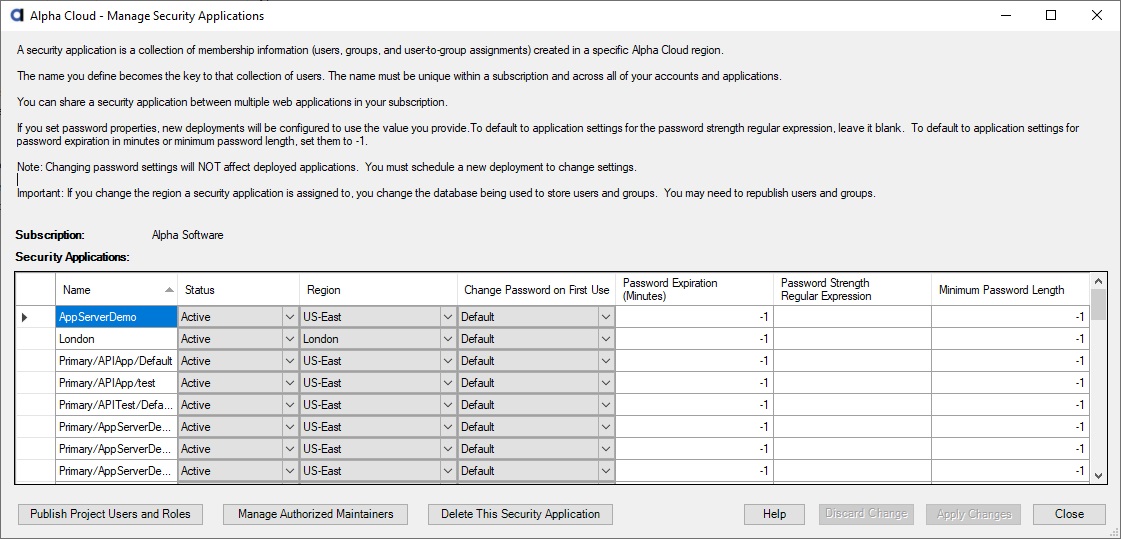 Alpha Cloud - Manage Security Applications
A security application is a collection of membership information (users, groups, and user-to-group assignments) created in a specific Alpha Cloud region.
The name you define becomes the key to that collection of users. The name must be unique within a subscription and across all of your accounts and applications.
You can share a security application between multiple web applications in your subscription.
If you set password properties, new deployments will be configured to use the value you provide.To default to application settings for the password strength regular expression, leave it blank.  To default to application settings for
password expiration in minutes or minimum password length, set them to -1.
Note: Changing password settings will NOT affect deployed applications.  You must schedule a new deployment to change settings.
Important: If you change the region a security application is assigned to, you change the database being used to store users and groups.  You may need to republish users and groups.
Subscription: Alpha Software
Security Applications:
Name Status Region Change Password on First Use Password Expiration (Minutes) Password Strength Regular Expression Minimum Password Length
AppServerDemo Active US-East Default -1 -1
London Active London Default -1 -1
Primary/APIApp/Default Active US-East Default -1 -1
Primary/APIApp/test Active US-East Default -1 -1
Primary/APITest/Defa... Active US-East Default -1 -1
Primary/AppServerDe... Active US-East Default -1 -1
Primary/AppServerDe... Active US-East Default -1 -1
Primary/AppServerDe... Active US-East Default -1 -1
Publish Project Users and Roles Manage Authorized Maintainers Delete This Security Application Help Discard Change Apply Changes Close